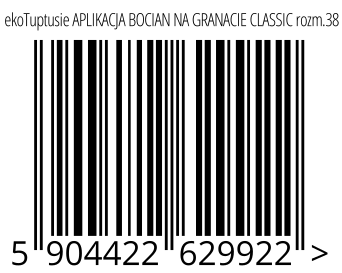 ekoTuptusie APLIKACJA BOCIAN NA GRANACIE CLASSIC rozm.38
5 904422 629922 >